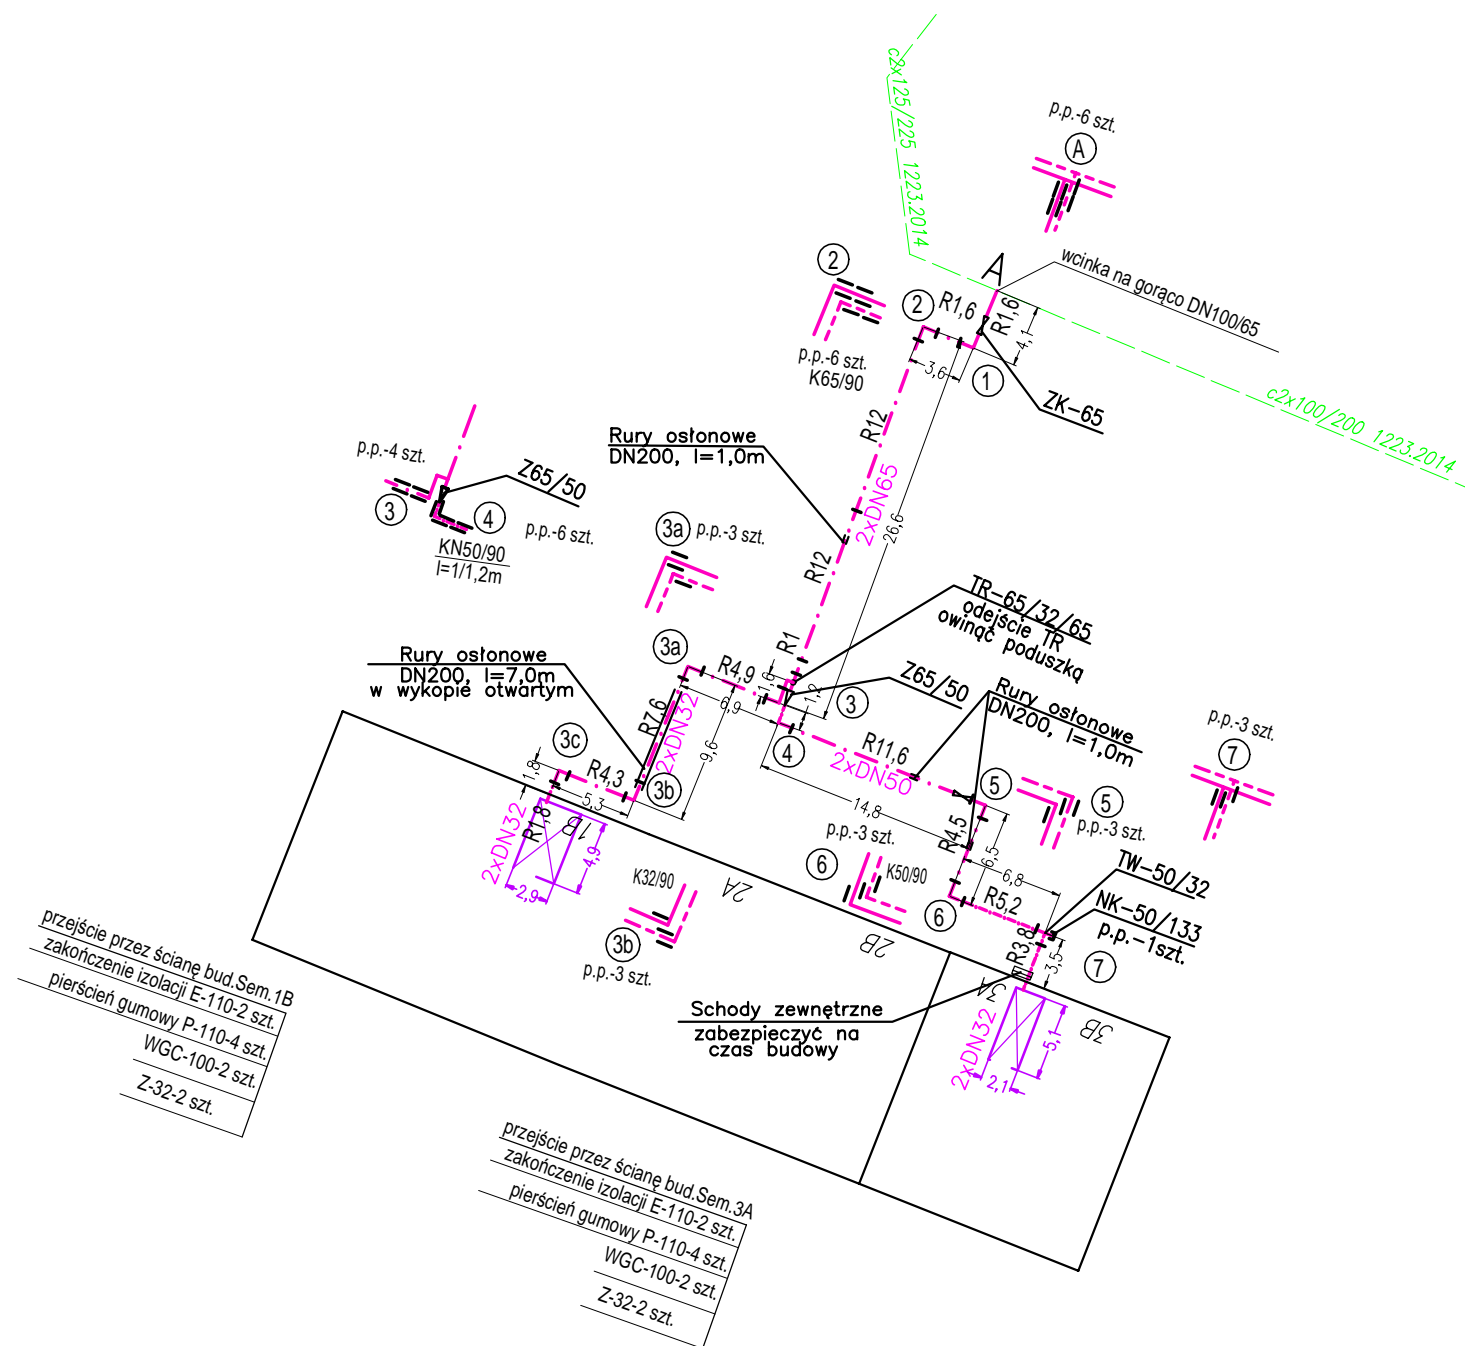 c2x125/225 1223.2014
p.p.-6 szt.
A
A
wcinka na gorąco DN100/65
2
2
R1,6
R1,6
4,1
p.p.-6 szt.
K65/90
3,6
1
ZK-65
c2x100/200 1223.2014
R12
Rury osłonowe
DN200, l=1,0m
p.p.-4 szt.
Z65/50
3
4
p.p.-6 szt.
KN50/90
l=1/1,2m
2xDN65
26,6
3a
p.p.-3 szt.
R12
TR-65/32/65
odejście TR
owinąć poduszką
R1
3a
R4,9
1,6
1,2
Z65/50
3
Rury osłonowe
DN200, l=7,0m
w wykopie otwartym
6,9
Rury osłonowe
DN200, l=1,0m
R7,6
2xDN32
9,6
4
R11,6
2xDN50
p.p.-3 szt.
7
3c
1,8
R4,3
5,3
3b
14,8
5
5
p.p.-3 szt.
2xDN32
R1,8
1B
4,9
2,9
p.p.-3 szt.
6
K50/90
R4,5
6,5
6,8
TW-50/32
K32/90
2A
3b
p.p.-3 szt.
2B
6
R5,2
NK-50/133
p.p.-1szt.
R3,8
3,5
7
przejście przez ścianę bud.Sem.1B
zakończenie izolacji E-110-2 szt.
pierścień gumowy P-110-4 szt.
WGC-100-2 szt.
Z-32-2 szt.
Schody zewnętrzne
zabezpieczyć na
czas budowy
3A
3B
2xDN32
5,1
2,1
przejście przez ścianę bud.Sem.3A
zakończenie izolacji E-110-2 szt.
pierścień gumowy P-110-4 szt.
WGC-100-2 szt.
Z-32-2 szt.